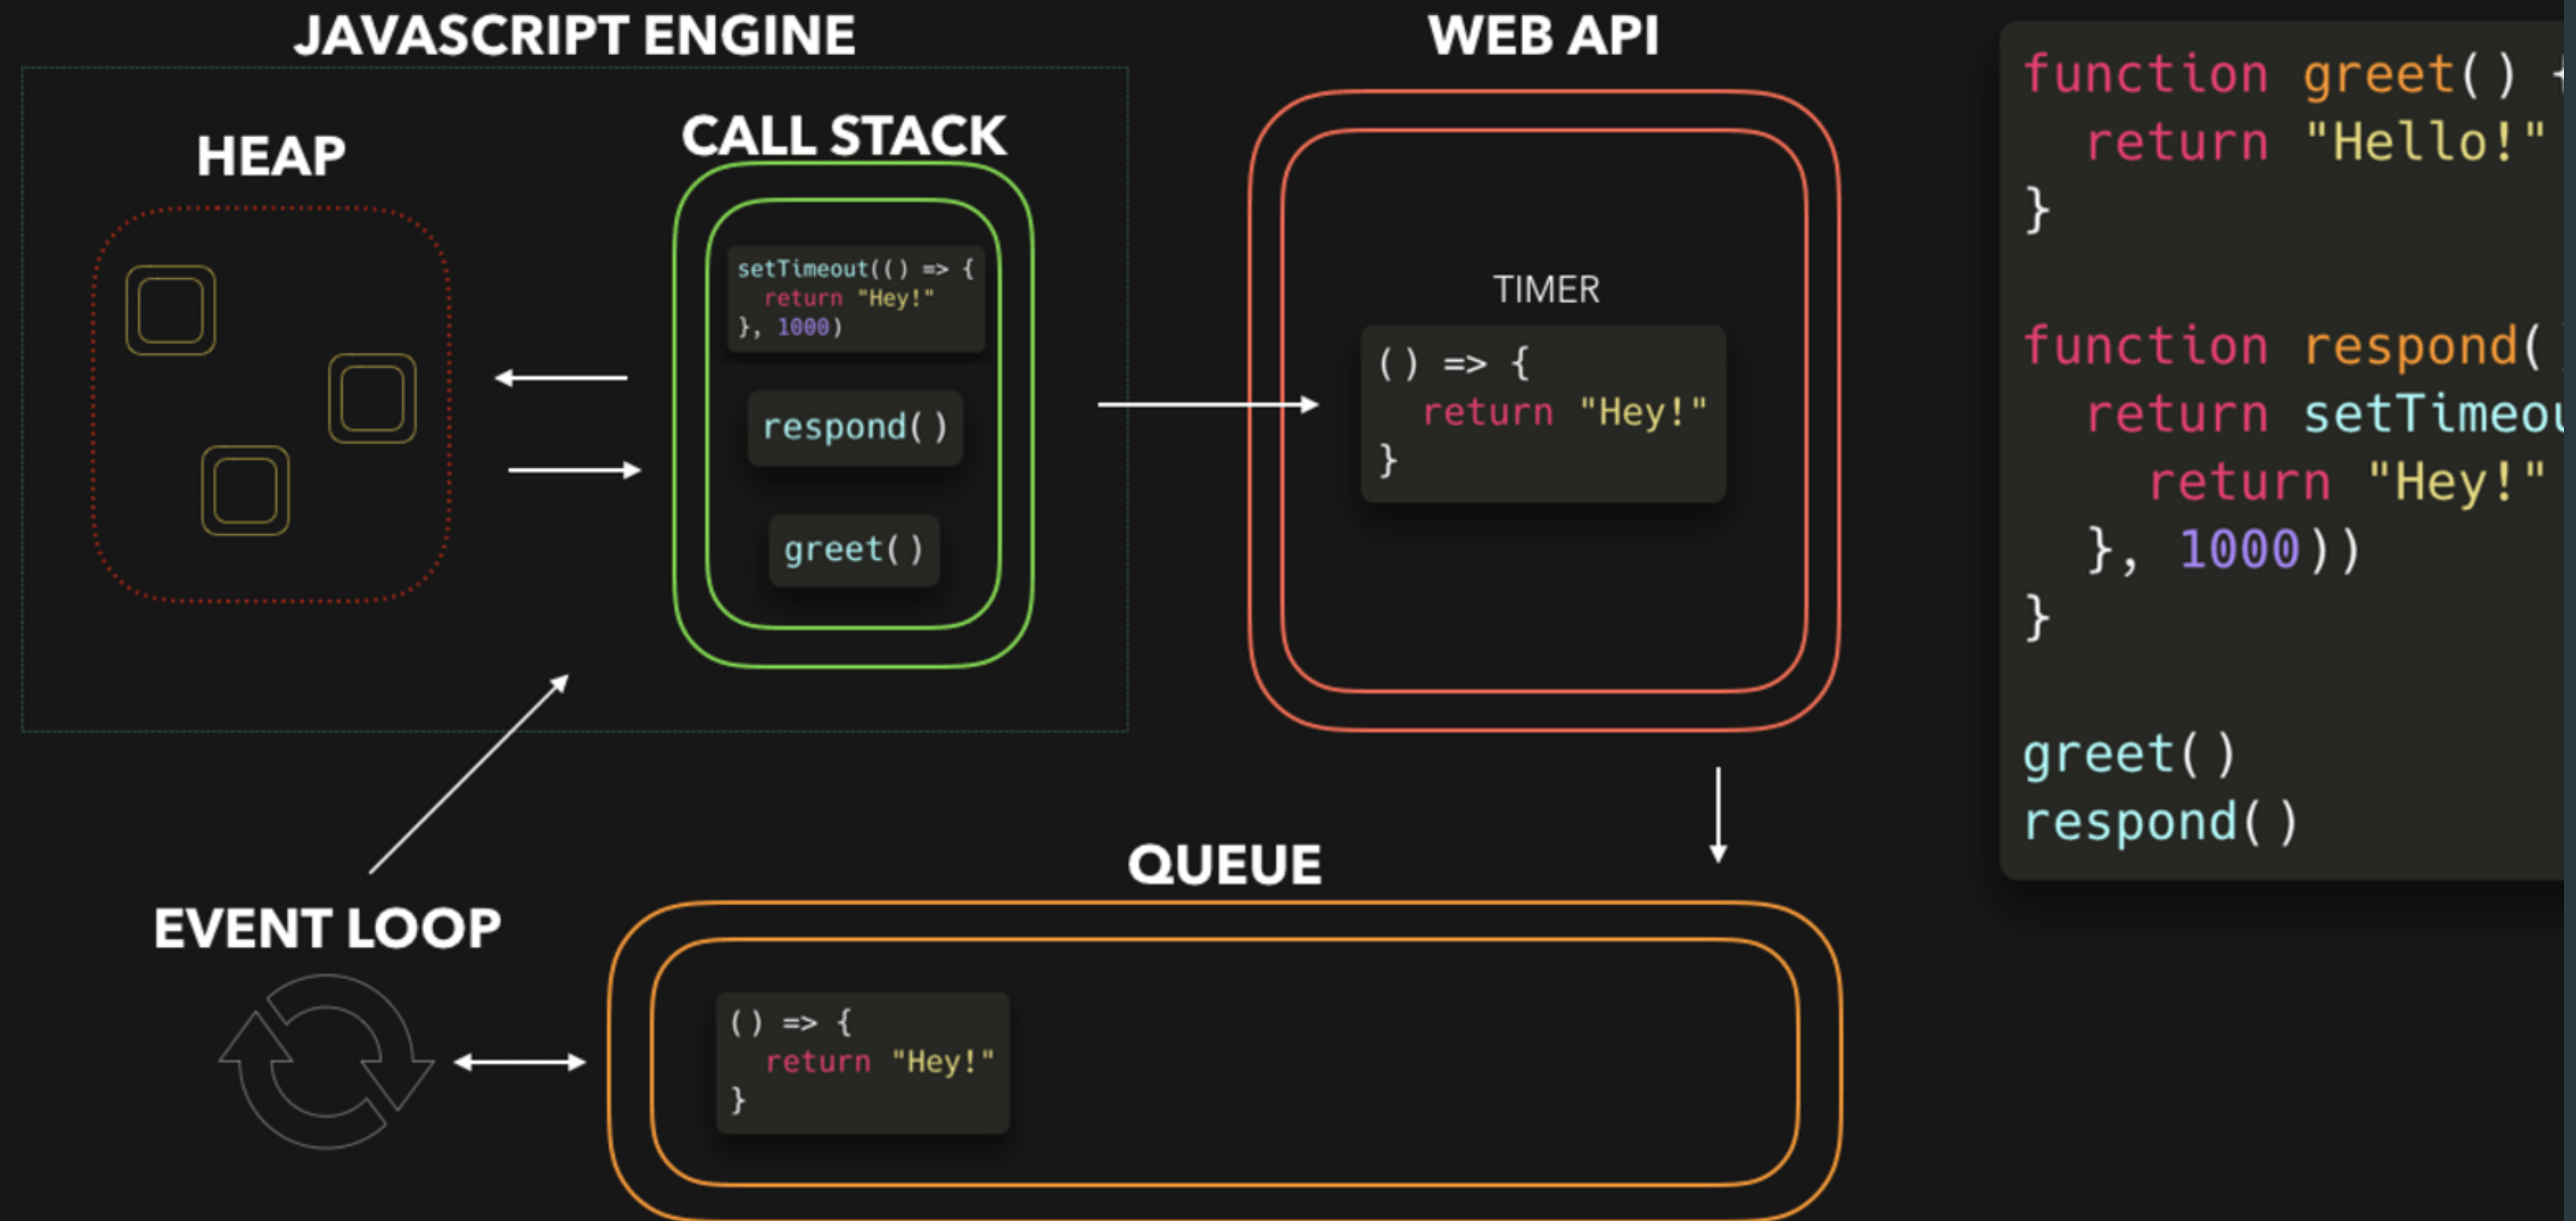 JAVASCRIPT ENGINE
HEAP
CALL STACK
setTimeout(() => {
  return "Hey!"
}, 1000)
respond()
greet()
WEB API
TIMER
() => {
  return "Hey!"
}
function greet() {
  return "Hello!"
}
function respond(
  return setTimeou
    return "Hey!"
  }, 1000))
}
greet()
respond()
EVENT LOOP
QUEUE
() => {
  return "Hey!"
}